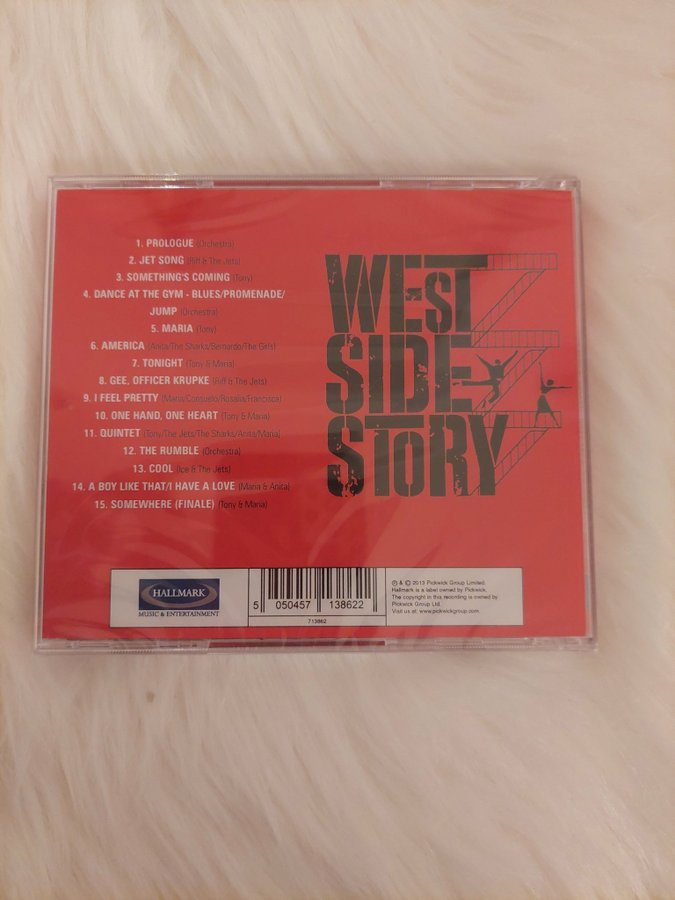 1. PROLOGUE (Orchestra)
2. JET SONG (Riff & The Jets)
3. SOMETHING'S COMING (Tony)
4. DANCE AT THE GYM - BLUES/PROMENADE/
JUMP (Orchestra)
5. MARIA (Tony)
6. AMERICA (Anita/The Sharks/Bernardo/The Girls)
7. TONIGHT (Tony & Maria)
8. GEE, OFFICER KRUPKE (Riff & The Jets)
9. I FEEL PRETTY (Maria/Consuelo/Rosalia/Francisca)
10. ONE HAND, ONE HEART (Tony & Maria)
11. QUINTET (Tony/The Jets/The Sharks/Anita/Maria)
12. THE RUMBLE (Orchestra)
13. COOL (Ice & The Jets)
14. A BOY LIKE THAT/I HAVE A LOVE (Maria & Anita)
15. SOMEWHERE (FINALE) (Tony & Maria)
WEST
SIDE
STORY
HALLMARK
MUSIC & ENTERTAINMENT
5 050457 138622
713862
℗ & © 2013 Pickwick Group Limited.
Hallmark is a label owned by Pickwick.
The copyright in this recording is owned by
Pickwick Group Ltd.
Visit us at: www.pickwickgroup.com